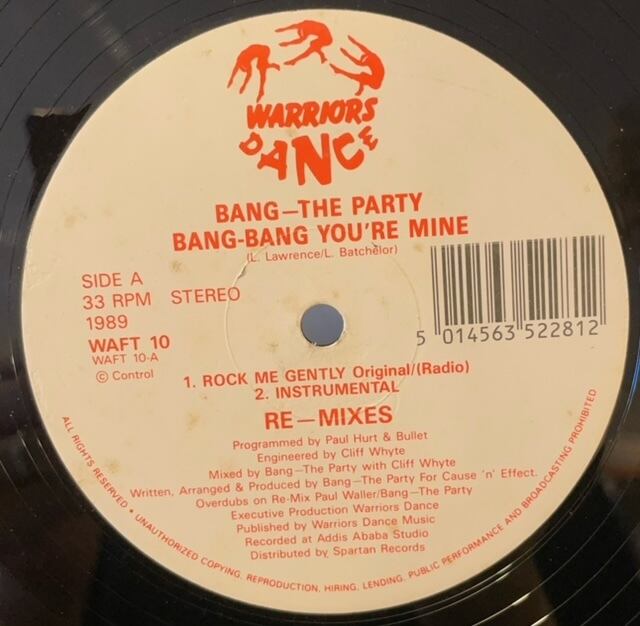 WARRIORS
DANCE
BANG—THE PARTY
BANG-BANG YOU'RE MINE
(L. Lawrence/L. Batchelor)
SIDE A
33 RPM STEREO
1989
WAFT 10
WAFT 10-A
© Control
5 014563 522812
1. ROCK ME GENTLY Original/(Radio)
2. INSTRUMENTAL
RE—MIXES
Programmed by Paul Hurt & Bullet
Engineered by Cliff Whyte
Mixed by Bang—The Party with Cliff Whyte
Written, Arranged & Produced by Bang—The Party For Cause 'n' Effect.
Overdubs on Re-Mix Paul Waller/Bang—The Party
Executive Production Warriors Dance
Published by Warriors Dance Music
Recorded at Addis Ababa Studio
Distributed by Spartan Records
ALL RIGHTS RESERVED • UNAUTHORIZED COPYING, REPRODUCTION, HIRING, LENDING, PUBLIC PERFORMANCE AND BROADCASTING PROHIBITED